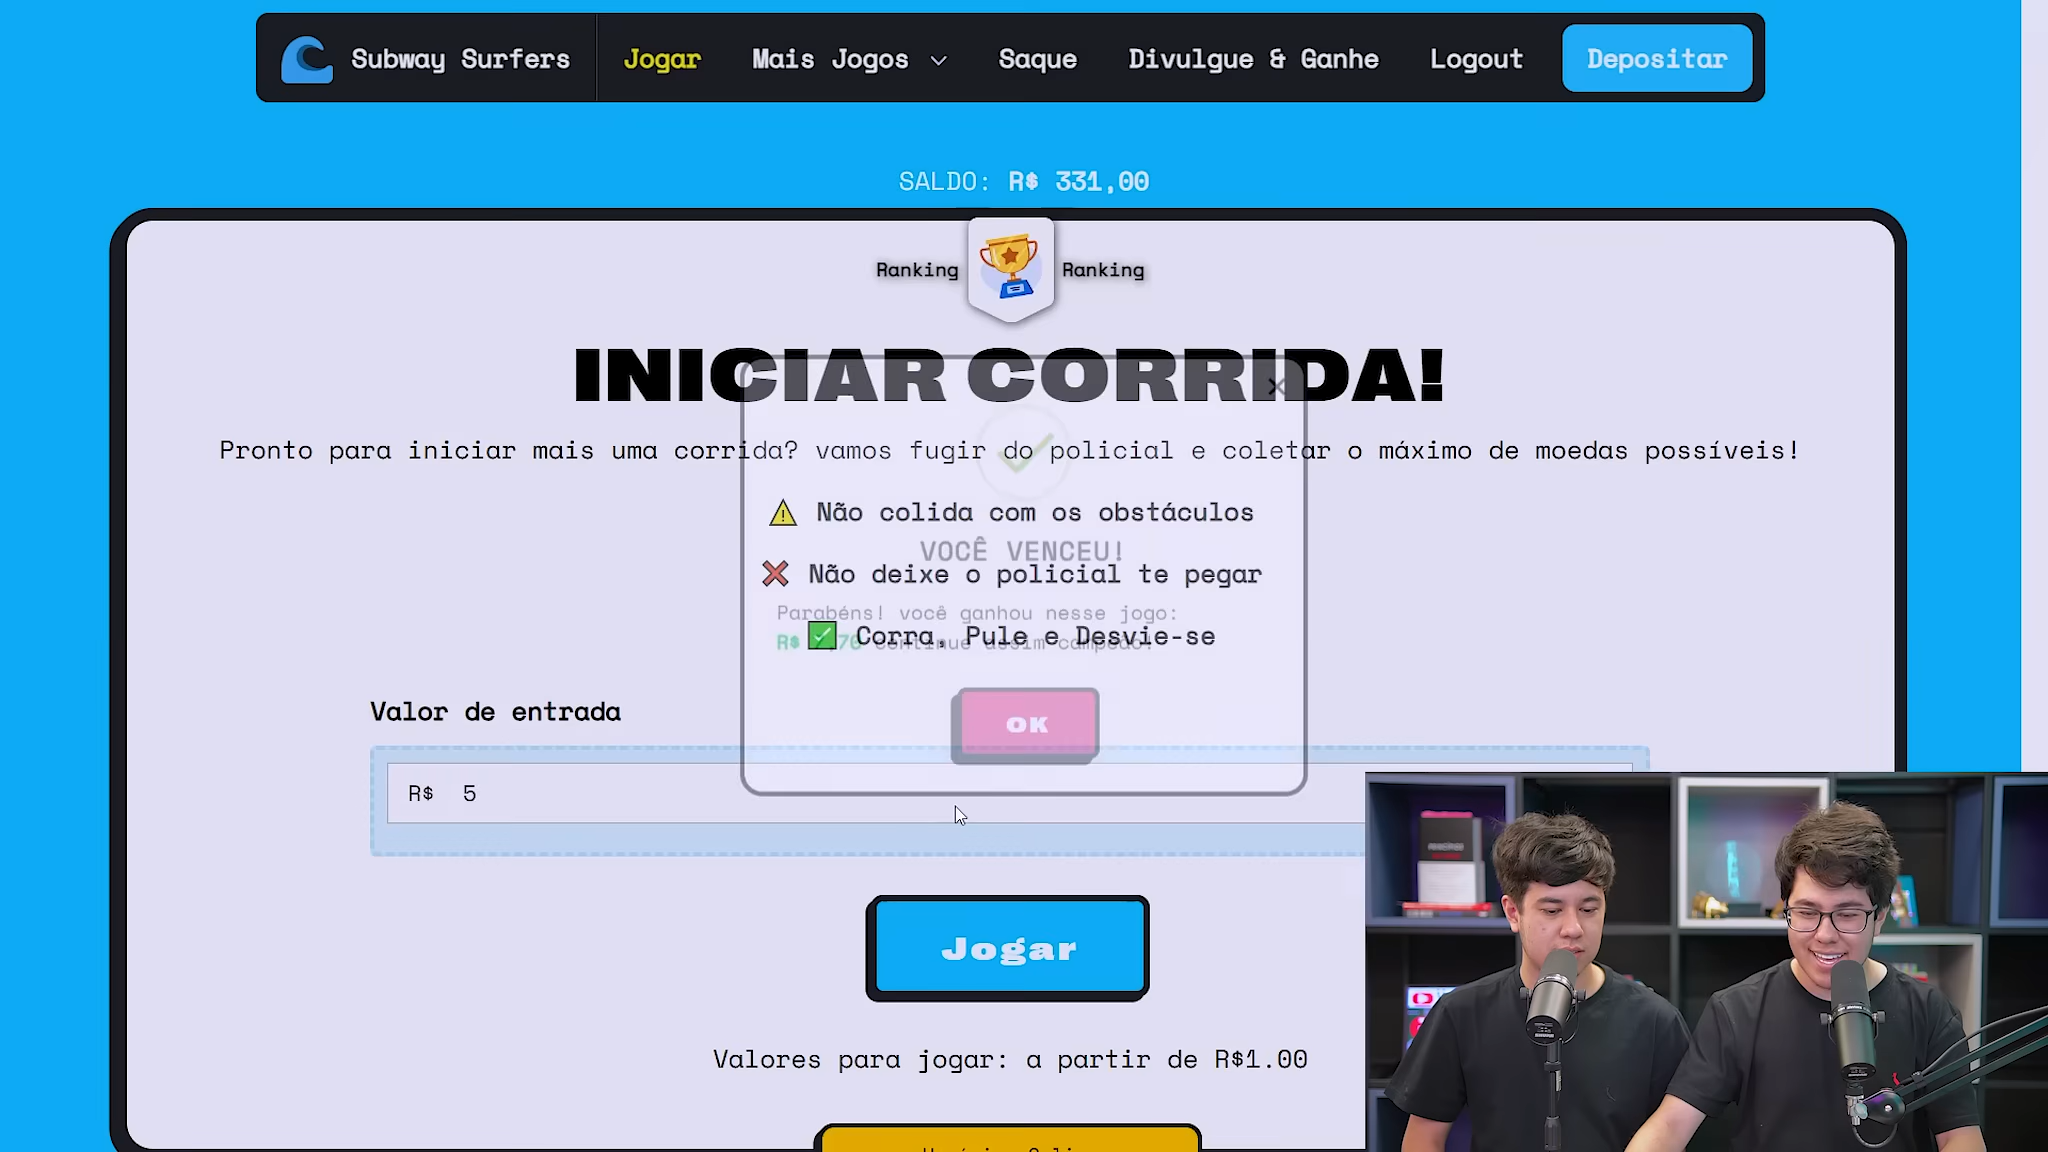 Subway Surfers
Jogar
Mais Jogos
Saque
Divulgue & Ganhe
Logout
Depositar
SALDO: R$ 331,00
Ranking
Ranking
INICIAR CORRIDA!
Pronto para iniciar mais uma corrida? vamos fugir do policial e coletar o máximo de moedas possíveis!
Não colida com os obstáculos
VOCÊ VENCEU!
Não deixe o policial te pegar
Parabéns! você ganhou nesse jogo:
Corra, Pule e Desvie-se
R$ continue assim campeão!
OK
Valor de entrada
R$ 5
Jogar
Valores para jogar: a partir de R$1.00